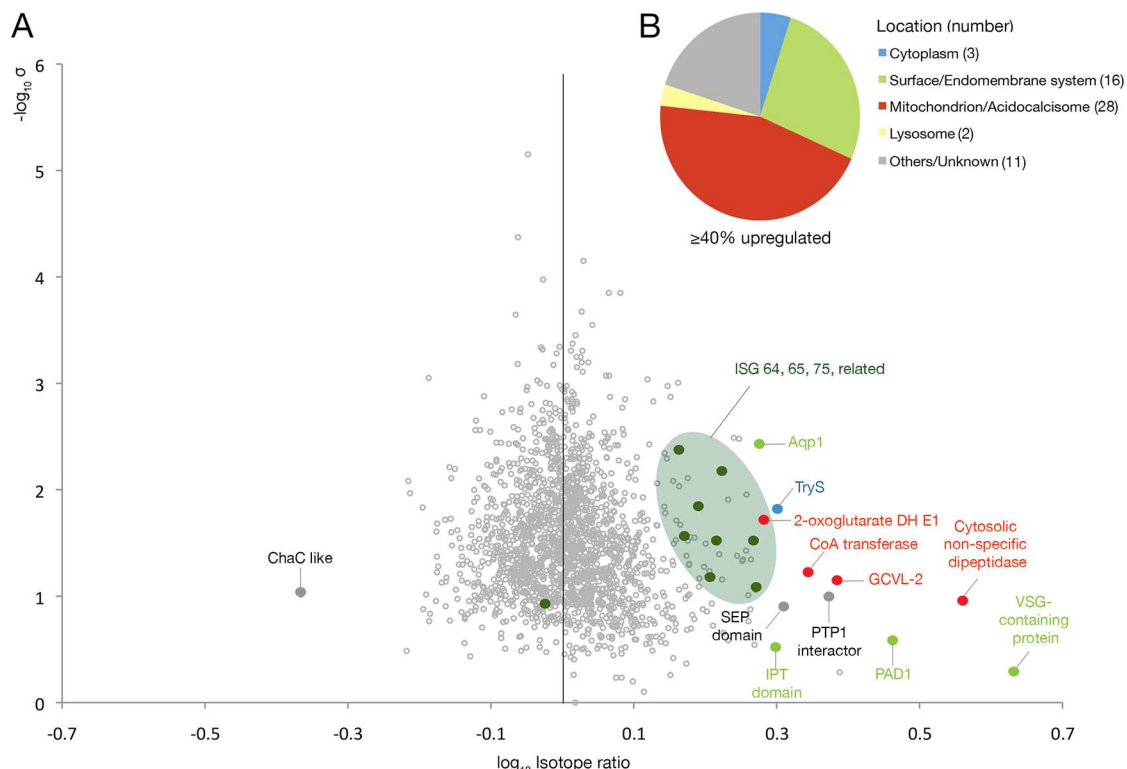 A
B
Location (number)
Cytoplasm (3)
Surface/Endomembrane system (16)
Mitochondrion/Acidocalcisome (28)
Lysosome (2)
Others/Unknown (11)
≥40% upregulated
-log₁₀ σ
6
5
4
3
2
1
0
ISG 64, 65, 75, related
Aqp1
TryS
2-oxoglutarate DH E1
CoA transferase
GCVL-2
Cytosolic
non-specific
dipeptidase
ChaC like
SEP
domain
PTP1
interactor
VSG-
containing
protein
IPT
domain
PAD1
-0.7
-0.5
-0.3
-0.1
0.1
0.3
0.5
0.7
log₁₀ Isotope ratio